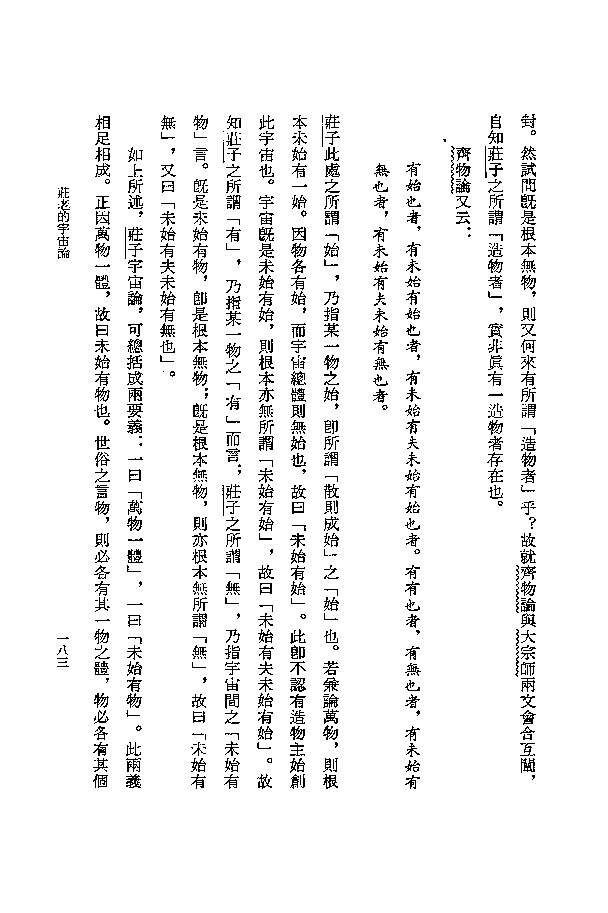 對。然試問既是根本無物，則又何來有所謂「造物者」乎？故就齊物論與大宗師兩文會合互闡，
自知莊子之所謂「造物者」，實非眞有一造物者存在也。
齊物論又云：
有始也者，有未始有始也者，有未始有夫未始有始也者。有有也者，有無也者，有未始有
無也者，有未始有夫未始有無也者。
莊子此處之所謂「始」，乃指某一物之始，卽所謂「散則成始」之「始」也。若兼論萬物，則根
本未始有一始。因物各有始，而宇宙總體則無始也，故曰「未始有始」。此卽不認有造物主始創
此宇宙也。宇宙既是未始有始，則根本亦無所謂「未始有始」，故曰「未始有夫未始有始」。故
知莊子之所謂「有」，乃指某一物之「有」而言，莊子之所謂「無」，乃指宇宙間之「未始有
物」言。既是未始有物，卽是根本無物；既是根本無物，則亦根本無所謂「無」，故曰「未始有
無」，又曰「未始有夫未始有無也」。
如上所述，莊子宇宙論，可總括成兩要義：一曰「萬物一體」，一曰「未始有物」。此兩義
相足相成。正因萬物一體，故曰未始有物也。世俗之言物，則必各有其一物之體，物必各有其個
莊老的宇宙論
一八三